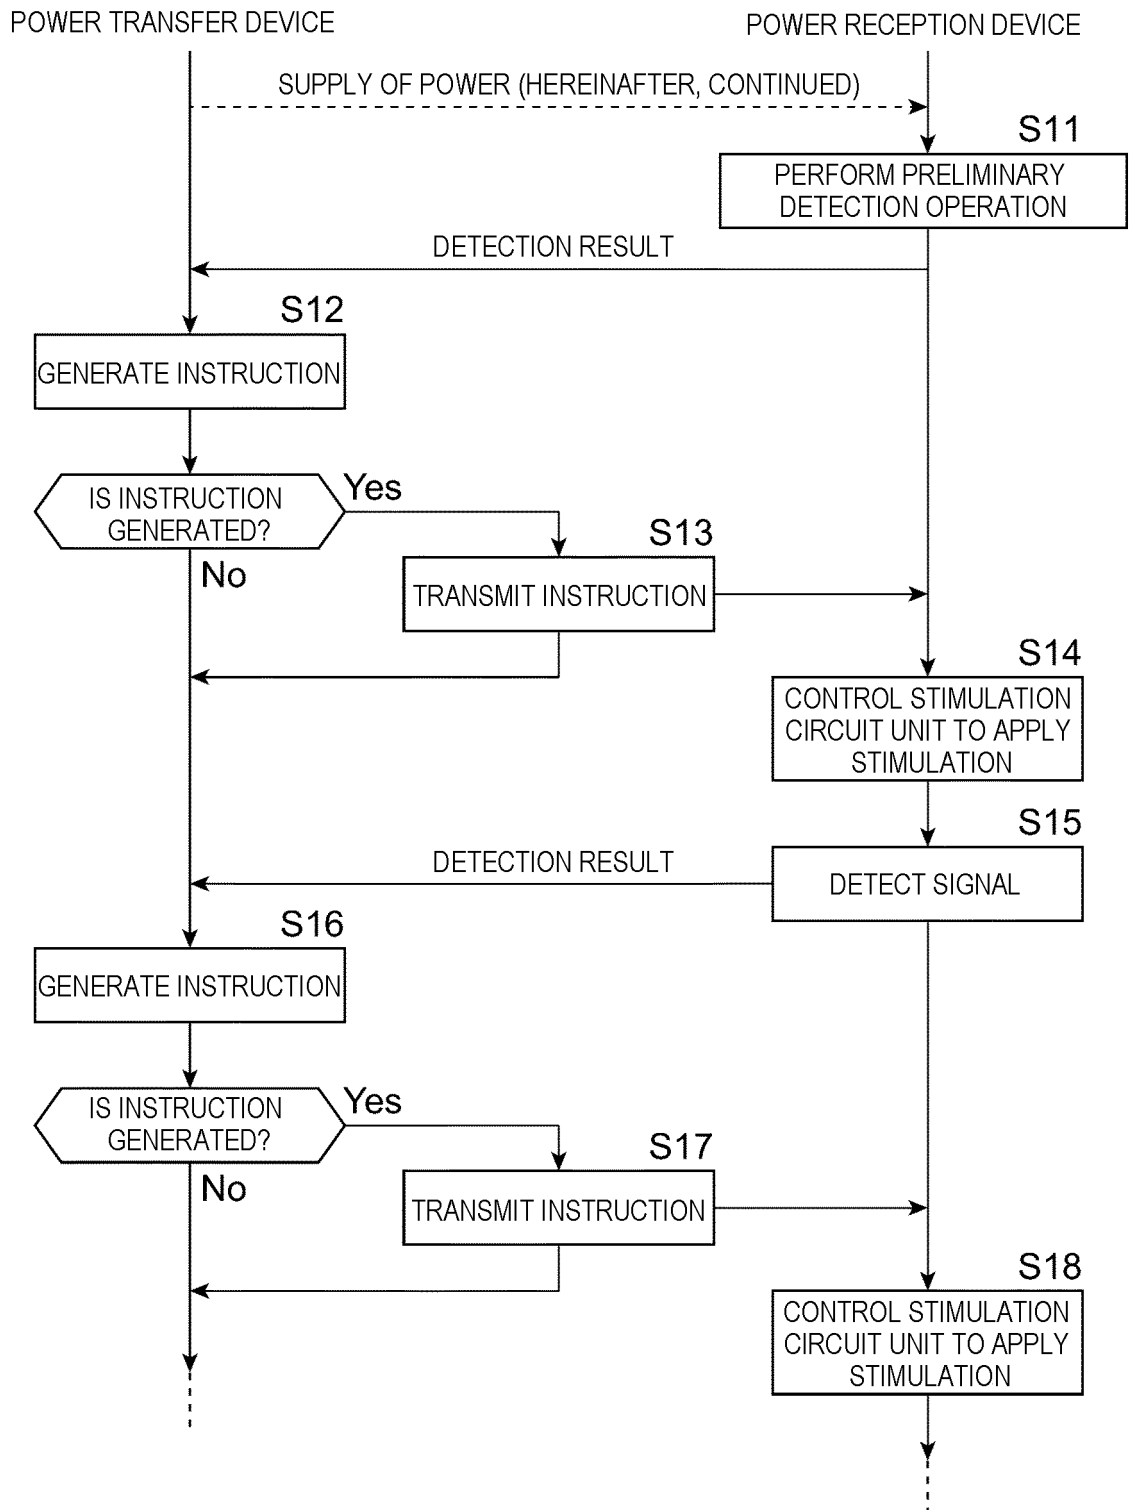 POWER TRANSFER DEVICE
POWER RECEPTION DEVICE
SUPPLY OF POWER (HEREINAFTER, CONTINUED)
S11
PERFORM PRELIMINARY
DETECTION OPERATION
DETECTION RESULT
S12
GENERATE INSTRUCTION
IS INSTRUCTION
GENERATED?
Yes
No
S13
TRANSMIT INSTRUCTION
S14
CONTROL STIMULATION
CIRCUIT UNIT TO APPLY
STIMULATION
S15
DETECT SIGNAL
DETECTION RESULT
S16
GENERATE INSTRUCTION
IS INSTRUCTION
GENERATED?
Yes
No
S17
TRANSMIT INSTRUCTION
S18
CONTROL STIMULATION
CIRCUIT UNIT TO APPLY
STIMULATION